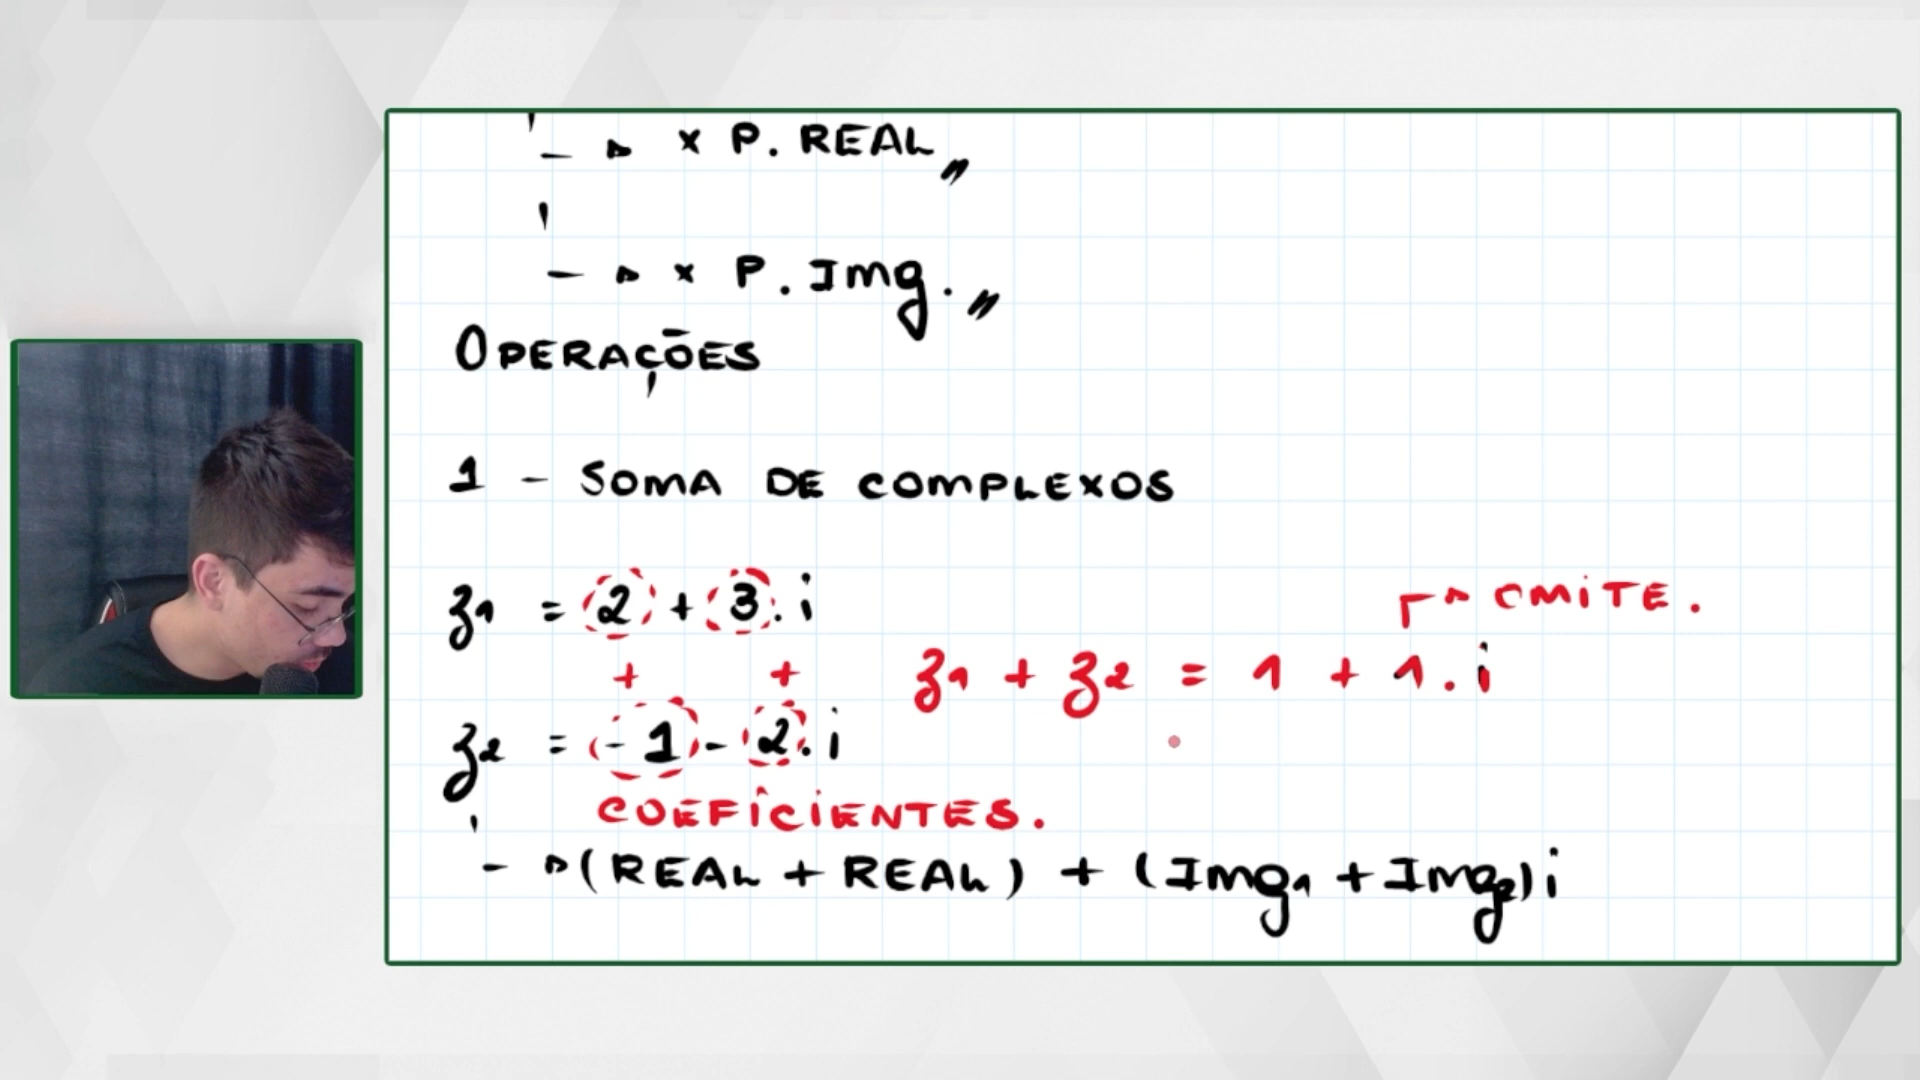 × P. REAL
× P. Img.
OPERAÇÕES
1 - SOMA DE COMPLEXOS
z1 = 2 + 3.i
OMITE.
+ +
z1 + z2 = 1 + 1.i
z2 = -1 - 2.i
COEFICIENTES.
(REAL + REAL) + (Img1 + Img2)i